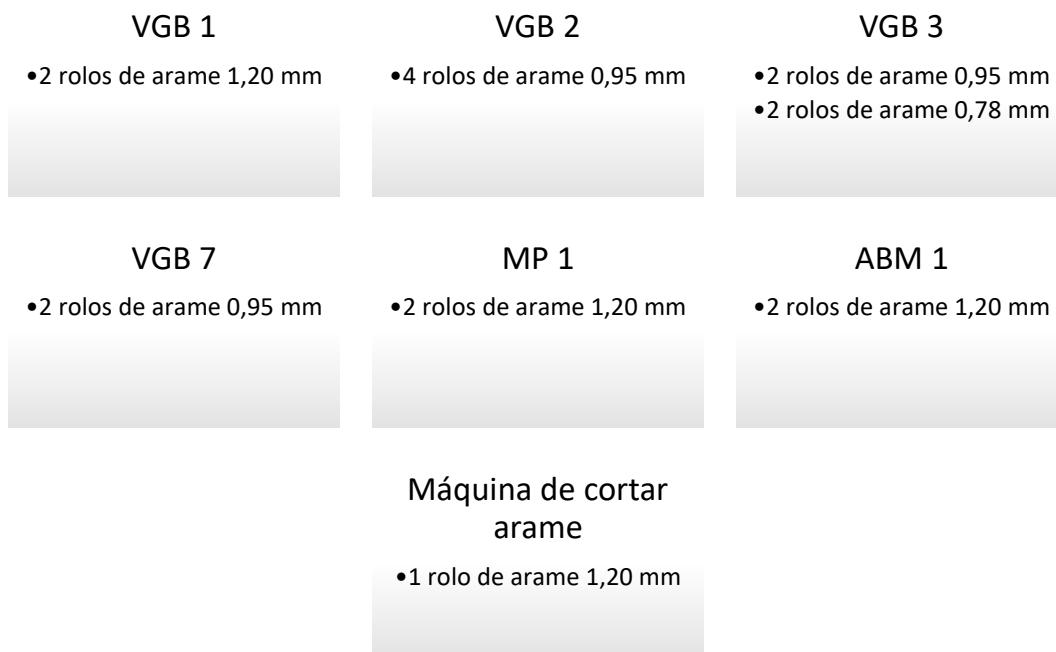 VGB 1
•2 rolos de arame 1,20 mm
VGB 2
•4 rolos de arame 0,95 mm
VGB 3
•2 rolos de arame 0,95 mm
•2 rolos de arame 0,78 mm
VGB 7
•2 rolos de arame 0,95 mm
MP 1
•2 rolos de arame 1,20 mm
ABM 1
•2 rolos de arame 1,20 mm
Máquina de cortar
arame
•1 rolo de arame 1,20 mm